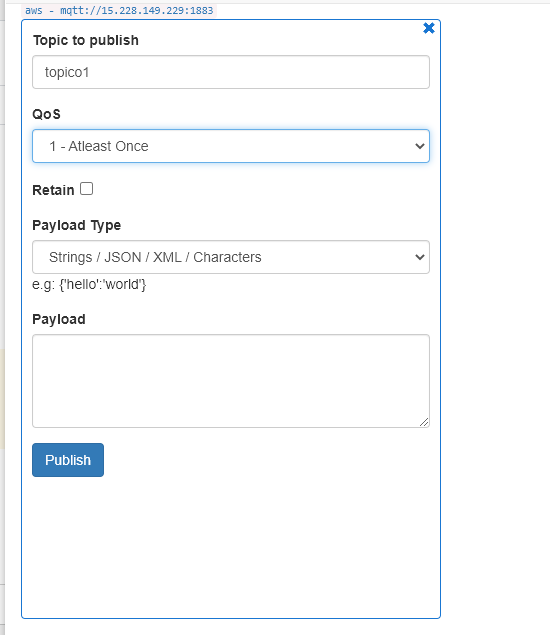 aws - mqtt://15.228.149.229:1883
Topic to publish
topico1
QoS
1 - Atleast Once
Retain
Payload Type
Strings / JSON / XML / Characters
e.g: {'hello':'world'}
Payload
Publish